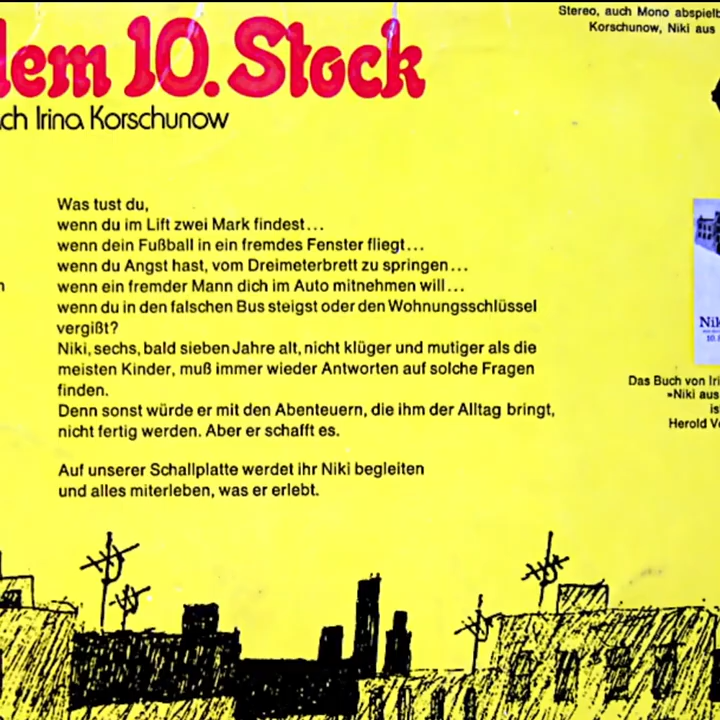 Stereo, auch Mono abspielb
Korschunow, Niki aus
dem 10. Stock
ch Irina Korschunow
Was tust du,
wenn du im Lift zwei Mark findest...
wenn dein Fußball in ein fremdes Fenster fliegt...
wenn du Angst hast, vom Dreimeterbrett zu springen...
n
wenn ein fremder Mann dich im Auto mitnehmen will...
wenn du in den falschen Bus steigst oder den Wohnungsschlüssel
vergißt?
Niki, sechs, bald sieben Jahre alt, nicht klüger und mutiger als die
meisten Kinder, muß immer wieder Antworten auf solche Fragen
finden.
Denn sonst würde er mit den Abenteuern, die ihm der Alltag bringt,
nicht fertig werden. Aber er schafft es.
Auf unserer Schallplatte werdet ihr Niki begleiten
und alles miterleben, was er erlebt.
Nik
10.
Das Buch von Iri
»Niki aus
is
Herold Ve